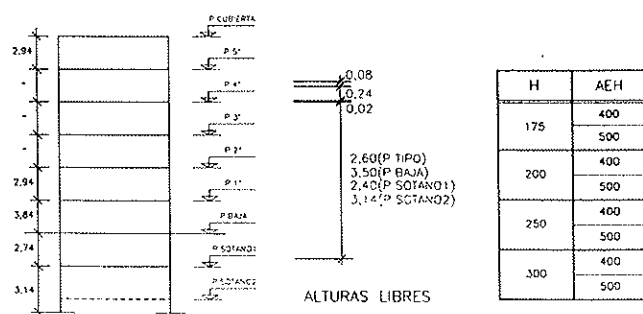 P CUBIERTA
2,94
P 5ª
P 4ª
P 3ª
P 2ª
2,94
P 1ª
3,84
P BAJA
2,74
P SOTANO1
3,14
P SOTANO2
0,08
0,24
0,02
2,60(P TIPO)
3,50(P BAJA)
2,40(P SOTANO1)
3,14(P SOTANO2)
ALTURAS LIBRES
H AEH
175 400
500
200 400
500
250 400
500
300 400
500